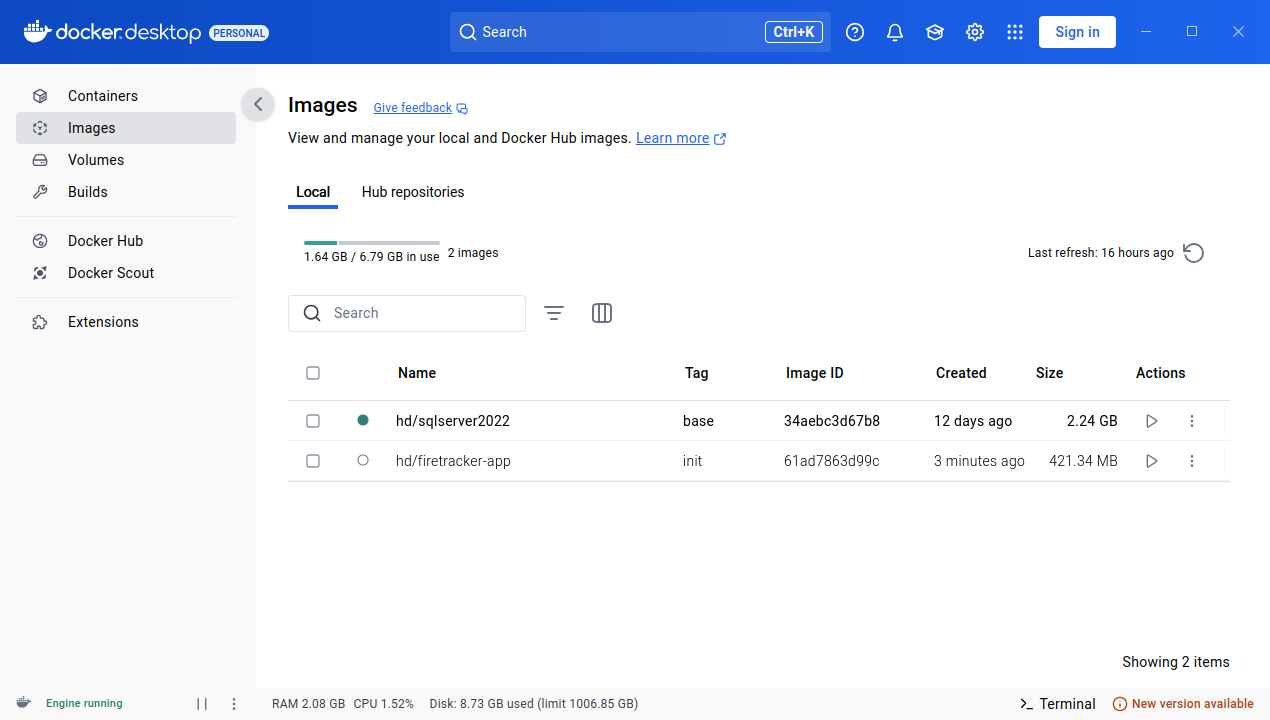 docker.desktop PERSONAL
Search Ctrl+K
Sign in
Containers
Images
Volumes
Builds
Docker Hub
Docker Scout
Extensions
Images Give feedback
View and manage your local and Docker Hub images. Learn more
Local Hub repositories
1.64 GB / 6.79 GB in use 2 images
Last refresh: 16 hours ago
Search
Name Tag Image ID Created Size Actions
hd/sqlserver2022 base 34aebc3d67b8 12 days ago 2.24 GB
hd/firetracker-app init 61ad7863d99c 3 minutes ago 421.34 MB
Showing 2 items
Engine running RAM 2.08 GB CPU 1.52% Disk: 8.73 GB used (limit 1006.85 GB) Terminal New version available